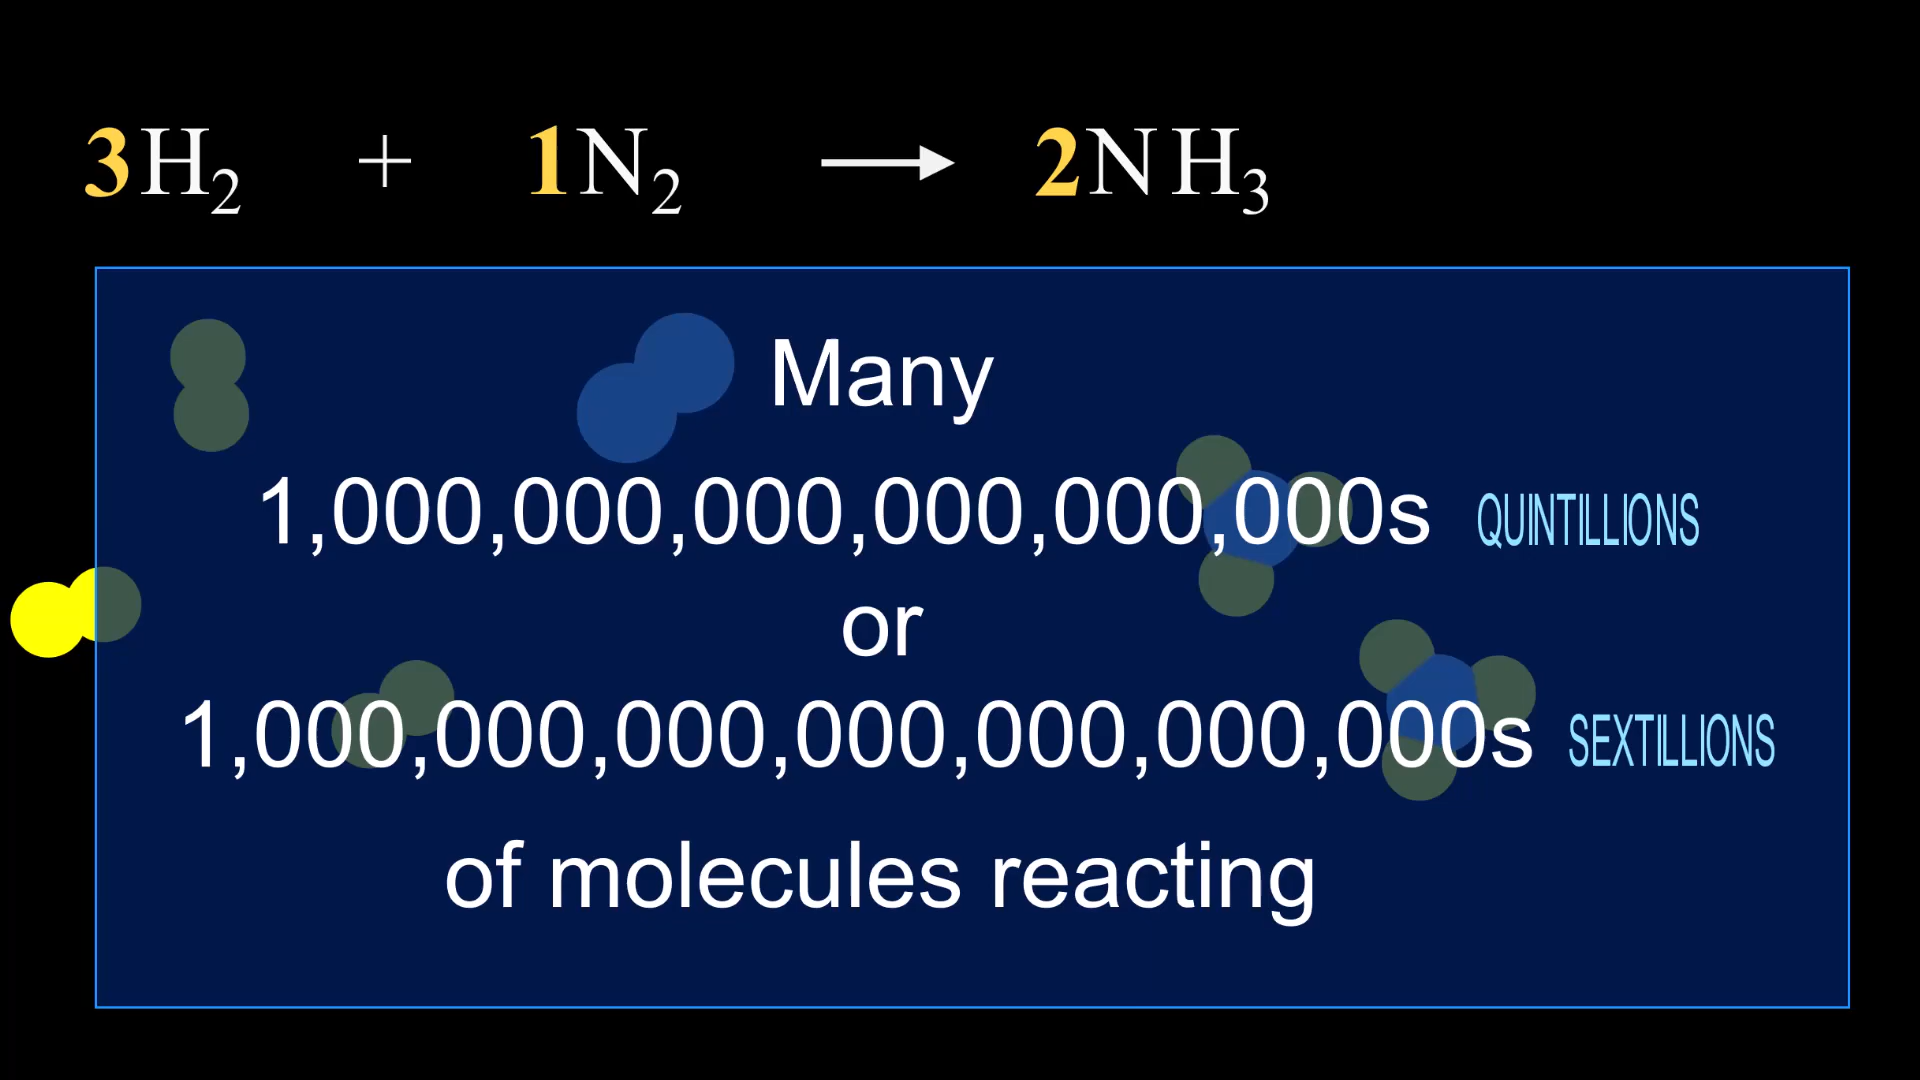 3H₂ + 1N₂ → 2NH₃
Many
1,000,000,000,000,000,000s QUINTILLIONS
or
1,000,000,000,000,000,000,000s SEXTILLIONS
of molecules reacting